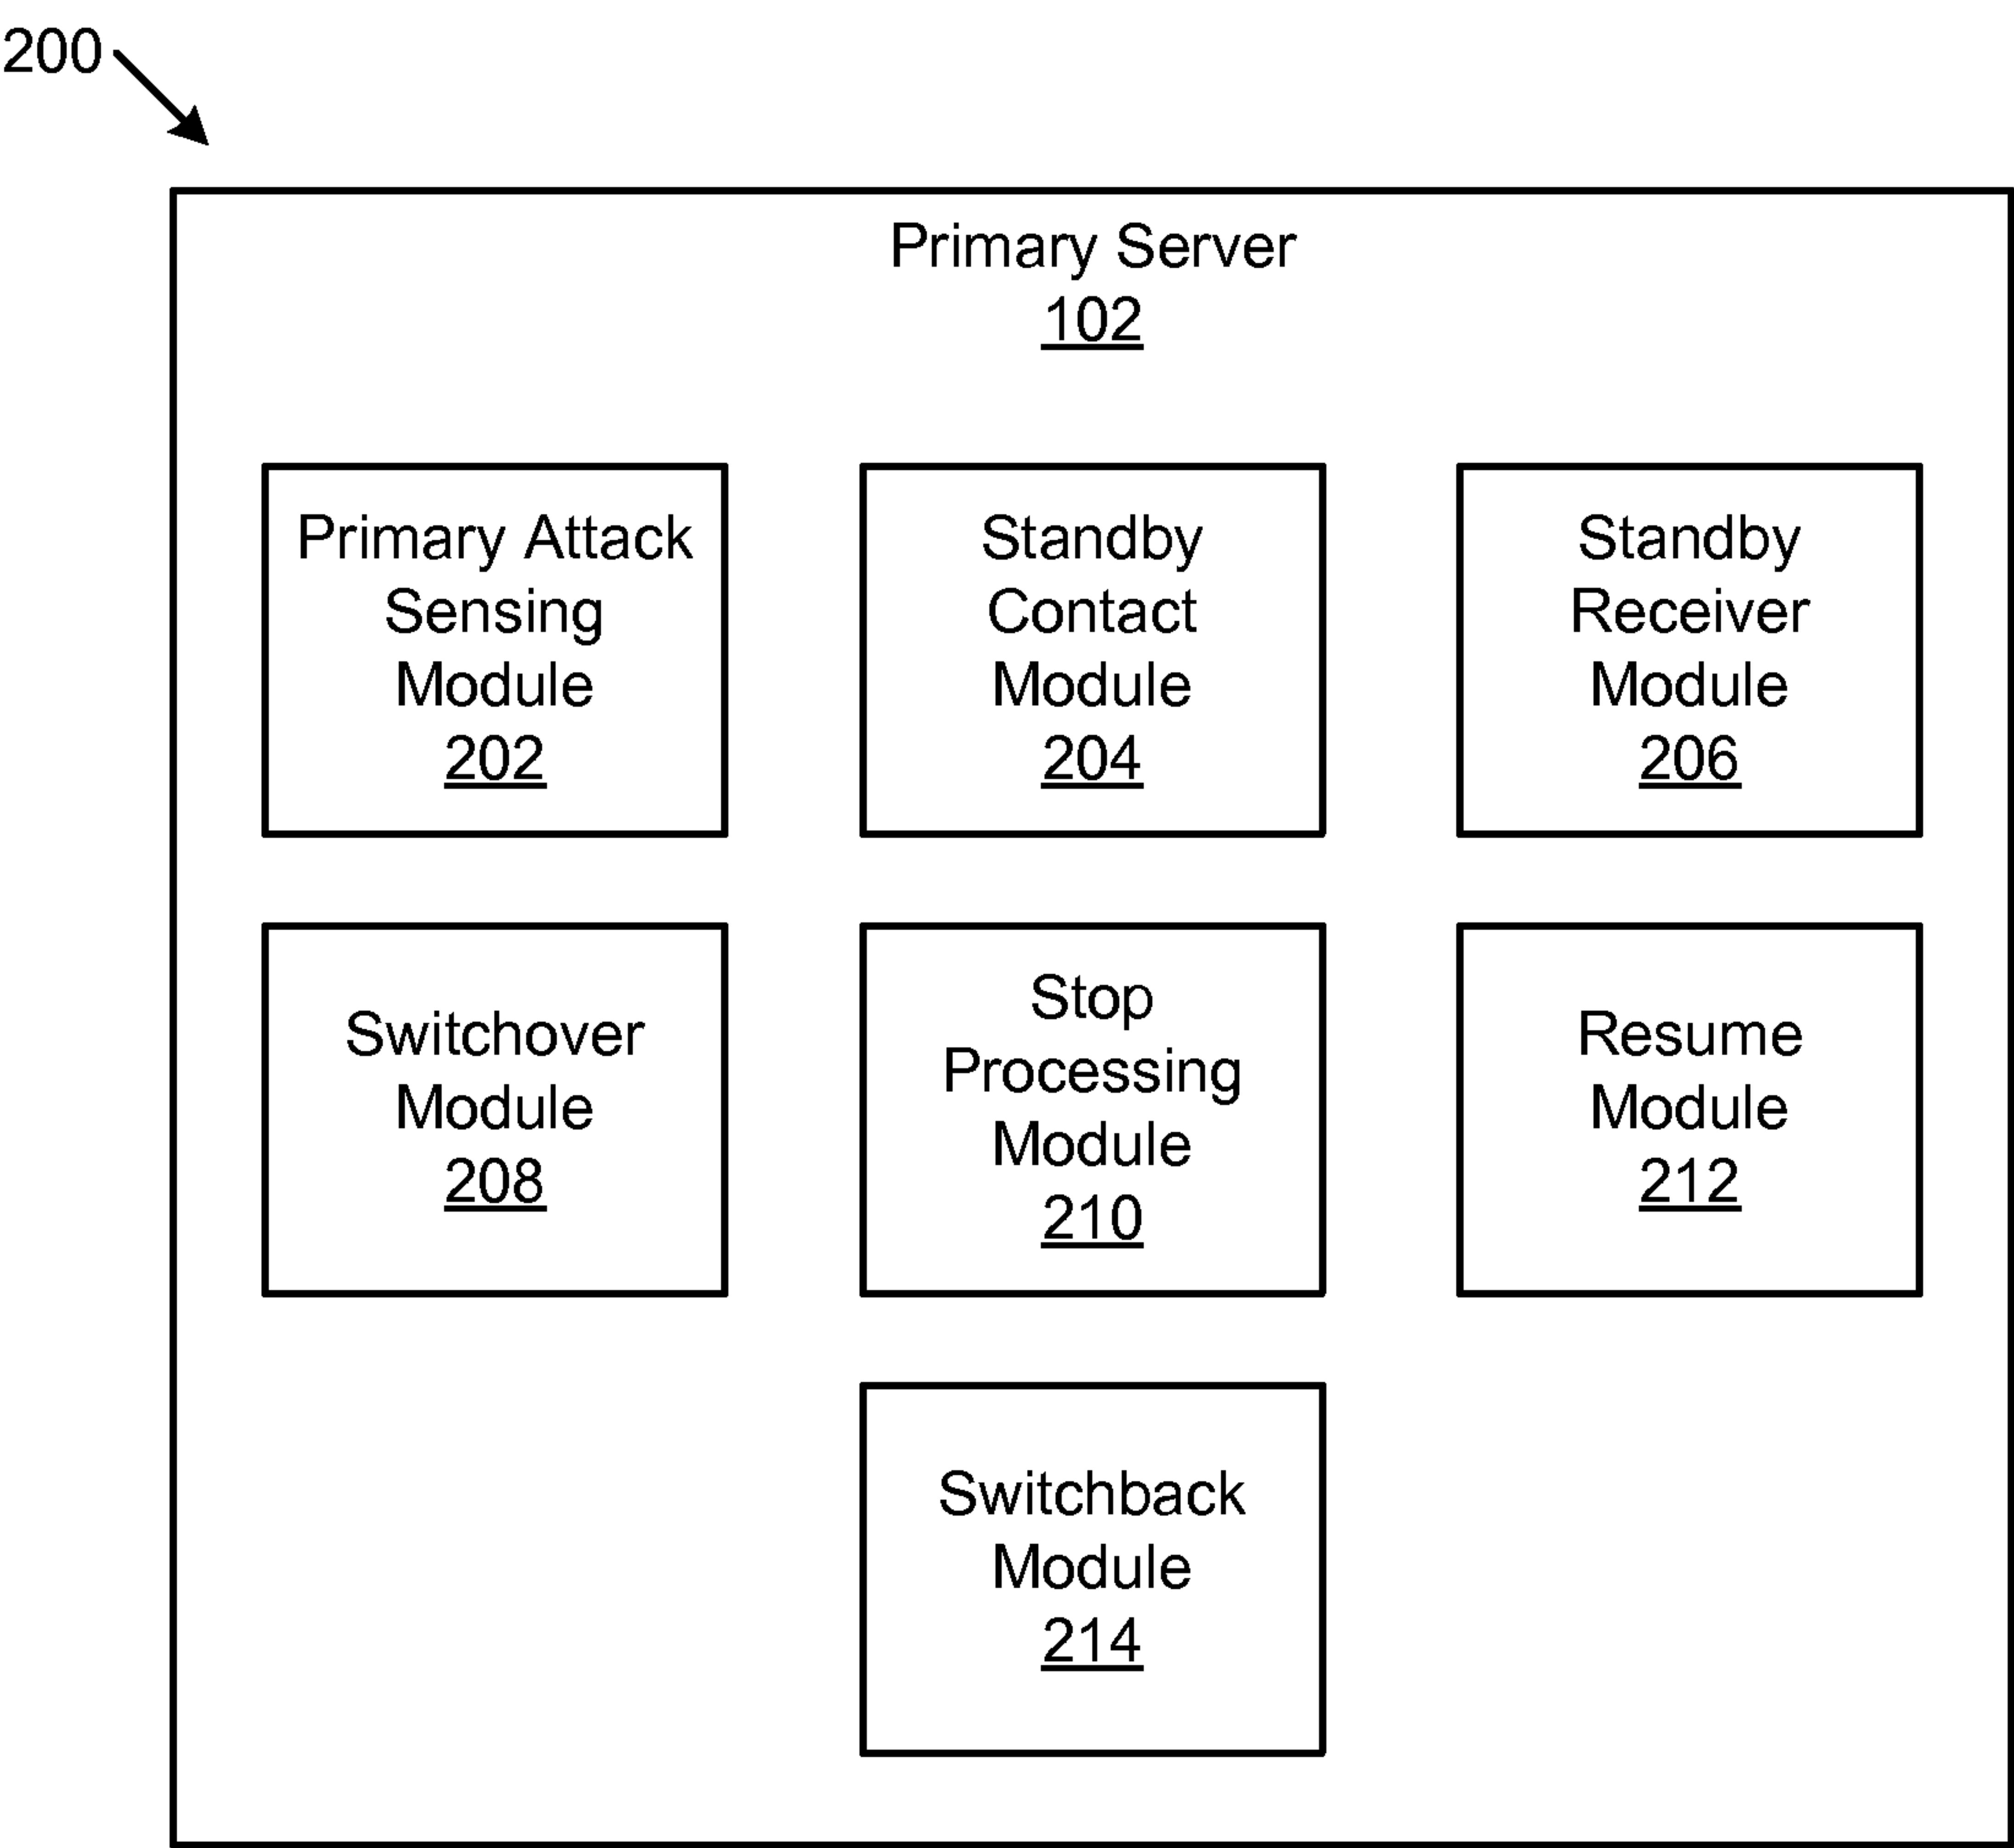 200
Primary Server
102
Primary Attack
Sensing
Module
202
Standby
Contact
Module
204
Standby
Receiver
Module
206
Switchover
Module
208
Stop
Processing
Module
210
Resume
Module
212
Switchback
Module
214